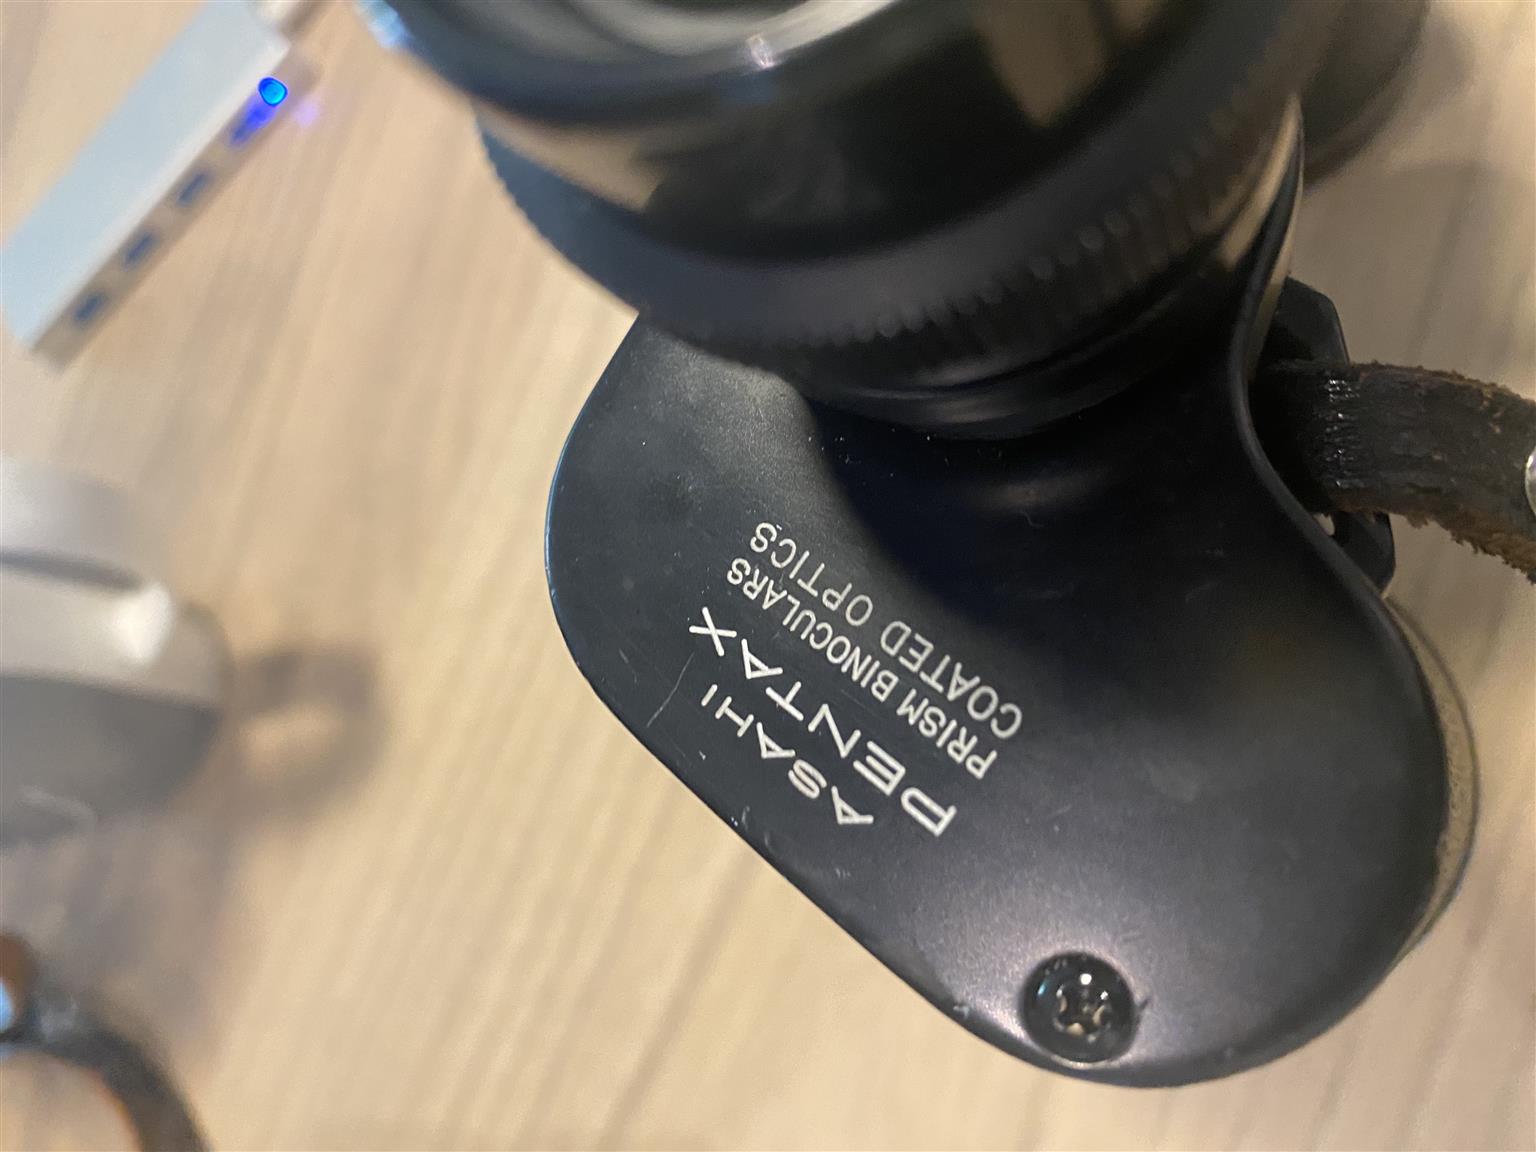 ASAHI
PENTAX
PRISM BINOCULARS
COATED OPTICS